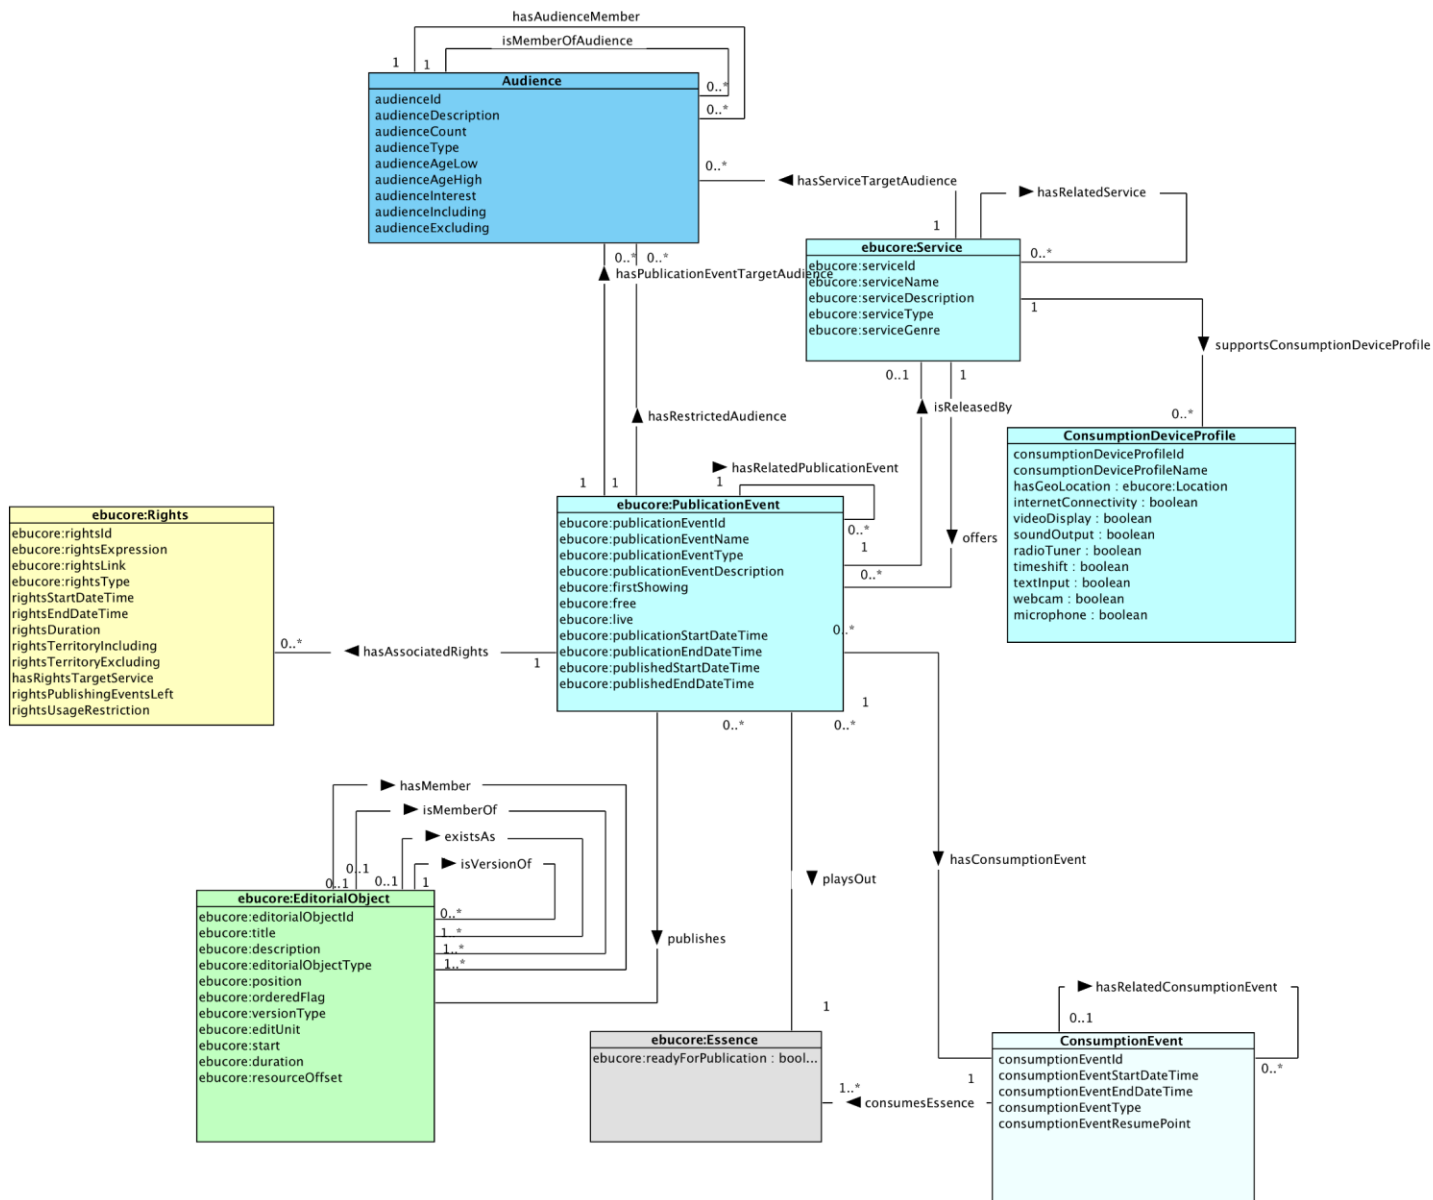 hasAudienceMember
isMemberOfAudience
1
1
Audience
audienceId
audienceDescription
audienceCount
audienceType
audienceAgeLow
audienceAgeHigh
audienceInterest
audienceIncluding
audienceExcluding
0..*
0..*
0..*
hasServiceTargetAudience
hasRelatedService
1
0..*
ebucore:Service
ebucore:serviceId
ebucore:serviceName
ebucore:serviceDescription
ebucore:serviceType
ebucore:serviceGenre
0..* 0..*
hasPublicationEventTargetAudience
1
supportsConsumptionDeviceProfile
0..1
1
isReleasedBy
0..*
hasRestrictedAudience
ConsumptionDeviceProfile
consumptionDeviceProfileId
consumptionDeviceProfileName
hasGeoLocation : ebucore:Location
internetConnectivity : boolean
videoDisplay : boolean
soundOutput : boolean
radioTuner : boolean
timeshift : boolean
textInput : boolean
webcam : boolean
microphone : boolean
hasRelatedPublicationEvent
1
1
1
ebucore:PublicationEvent
ebucore:publicationEventId
ebucore:publicationEventName
ebucore:publicationEventType
ebucore:publicationEventDescription
ebucore:firstShowing
ebucore:free
ebucore:live
ebucore:publicationStartDateTime
ebucore:publicationEndDateTime
ebucore:publishedStartDateTime
ebucore:publishedEndDateTime
0..*
1
offers
0..*
0..*
ebucore:Rights
ebucore:rightsId
ebucore:rightsExpression
ebucore:rightsLink
ebucore:rightsType
rightsStartDateTime
rightsEndDateTime
rightsDuration
rightsTerritoryIncluding
rightsTerritoryExcluding
hasRightsTargetService
rightsPublishingEventsLeft
rightsUsageRestriction
0..*
hasAssociatedRights
1
1
0..*
0..*
hasMember
isMemberOf
existsAs
isVersionOf
0..1
0..1
0..1
1
ebucore:EditorialObject
ebucore:editorialObjectId
ebucore:title
ebucore:description
ebucore:editorialObjectType
ebucore:position
ebucore:orderedFlag
ebucore:versionType
ebucore:editUnit
ebucore:start
ebucore:duration
ebucore:resourceOffset
0..*
1..*
1..*
1..*
publishes
playsOut
hasConsumptionEvent
1
ebucore:Essence
ebucore:readyForPublication : bool...
hasRelatedConsumptionEvent
0..1
ConsumptionEvent
consumptionEventId
consumptionEventStartDateTime
consumptionEventEndDateTime
consumptionEventType
consumptionEventResumePoint
0..*
1
1..*
consumesEssence